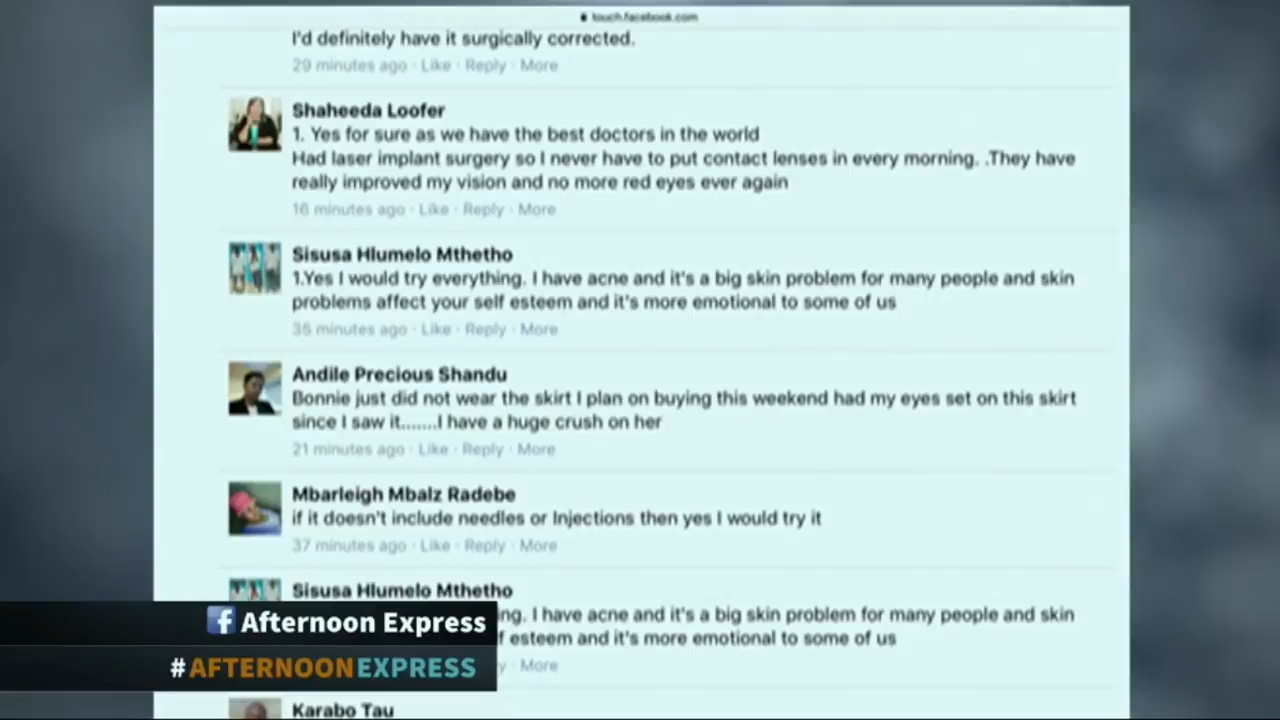 touch.facebook.com
I'd definitely have it surgically corrected.
29 minutes ago · Like · Reply · More
Shaheeda Loofer
1. Yes for sure as we have the best doctors in the world
Had laser implant surgery so I never have to put contact lenses in every morning. .They have
really improved my vision and no more red eyes ever again
16 minutes ago · Like · Reply · More
Sisusa Hlumelo Mthetho
1.Yes I would try everything. I have acne and it's a big skin problem for many people and skin
problems affect your self esteem and it's more emotional to some of us
35 minutes ago · Like · Reply · More
Andile Precious Shandu
Bonnie just did not wear the skirt I plan on buying this weekend had my eyes set on this skirt
since I saw it.......I have a huge crush on her
21 minutes ago · Like · Reply · More
Mbarleigh Mbalz Radebe
if it doesn't include needles or Injections then yes I would try it
37 minutes ago · Like · Reply · More
Sisusa Hlumelo Mthetho
ing. I have acne and it's a big skin problem for many people and skin
f esteem and it's more emotional to some of us
y · More
Karabo Tau
f Afternoon Express
#AFTERNOONEXPRESS